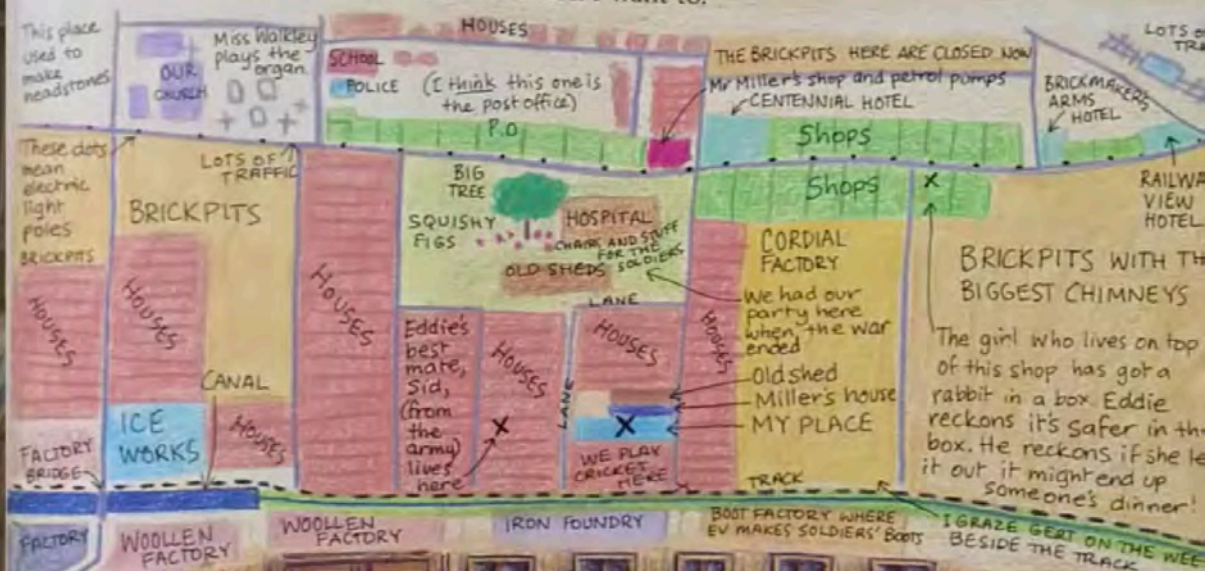 want to.
This place
used to
make
headstones
OUR
CHURCH
Miss Walkley
plays the
organ.
HOUSES
SCHOOL
POLICE (I think this one is
the post office)
P.O
THE BRICKPITS HERE ARE CLOSED NOW
Mr Miller's shop and petrol pumps
CENTENNIAL HOTEL
Shops
BRICKMAKERS
ARMS
HOTEL
LOTS OF
These dots
mean
electric
light
poles
BRICKPITS
LOTS OF
TRAFFIC
BRICKPITS
HOUSES
HOUSES
HOUSES
BIG
TREE
SQUISHY
FIGS
HOSPITAL
CHAIRS AND STUFF
FOR THE
SOLDIERS
OLD SHEDS
LANE
We had our
party here
when the war
ended
Shops
X
RAILWA
VIEW
HOTEL
CORDIAL
FACTORY
BRICKPITS WITH TH
BIGGEST CHIMNEYS
The girl who lives on top
of this shop has got a
rabbit in a box. Eddie
reckons it's safer in the
box. He reckons if she le
it out it might end up
someone's dinner!
Eddie's
best
mate,
Sid,
(from
the
army)
lives
here
HOUSES
X
LANE
HOUSES
HOUSES
Old shed
Miller's house
MY PLACE
X
WE PLAY
CRICKET
HERE
CANAL
ICE
WORKS
HOUSES
FACTORY
BRIDGE
TRACK
FACTORY
WOOLLEN
FACTORY
WOOLLEN
FACTORY
IRON FOUNDRY
BOOT FACTORY WHERE
EV MAKES SOLDIERS' BOOTS
I GRAZE GERT ON THE WEE
BESIDE THE TRACK